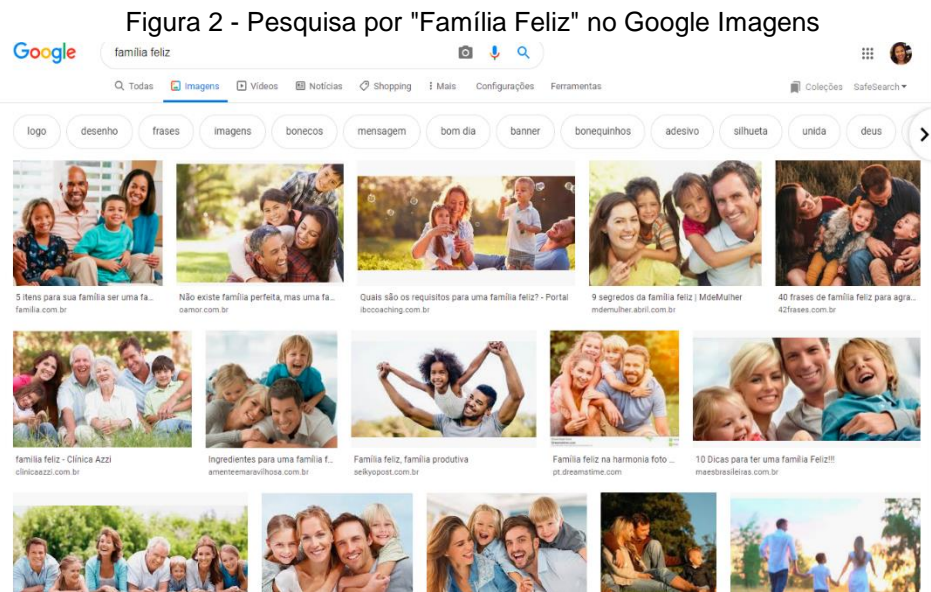 Figura 2 - Pesquisa por "Família Feliz" no Google Imagens
Google família feliz
Todas Imagens Vídeos Notícias Shopping Mais Configurações Ferramentas Coleções SafeSearch
logo desenho frases imagens bonecos mensagem bom dia banner bonequinhos adesivo silhueta unida deus
5 itens para sua família ser uma fa... Não existe família perfeita, mas uma fa... Quais são os requisitos para uma família feliz? - Portal 9 segredos da família feliz | MdeMulher 40 frases de família feliz para agra...
familia.com.br oamor.com.br ibccoaching.com.br mdemulher.abril.com.br 42frases.com.br
familia feliz - Clínica Azzi Ingredientes para uma família f... Família feliz, família produtiva Família feliz na harmonia foto ... 10 Dicas para ter uma família Feliz!!!
clinicaazzi.com.br amenteemaravilhosa.com.br selkyopost.com.br pt.dreamstime.com maesbrasileiras.com.br